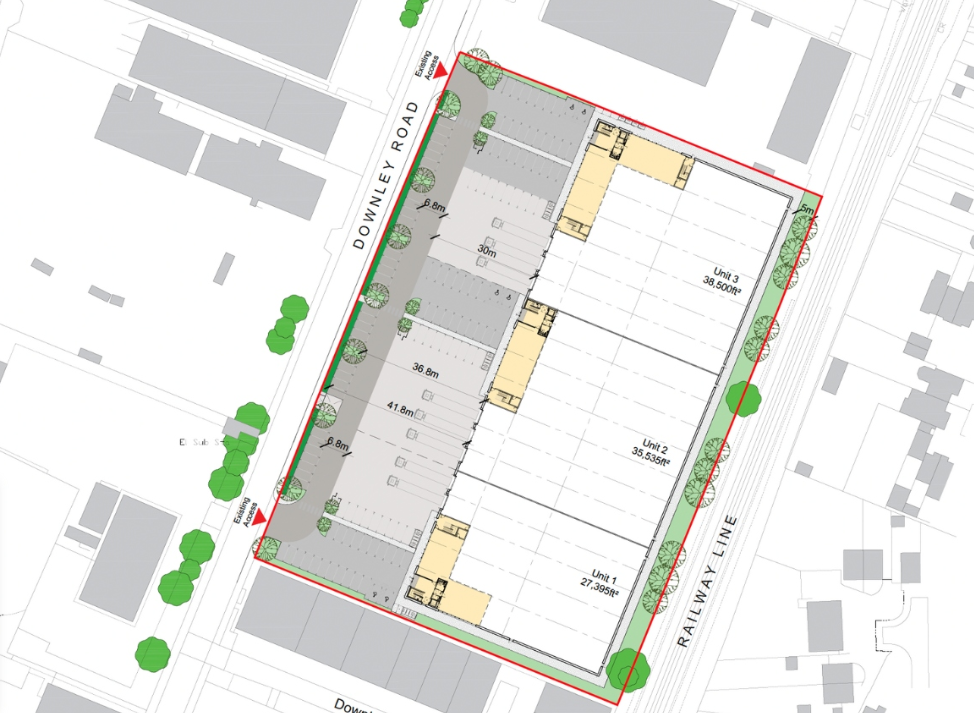 Existing
Access
DOWNLEY ROAD
6.8m
5m
30m
Unit 3
38,500ft²
36.8m
41.8m
6.8m
Unit 2
35,535ft²
El Sub S
Existing
Access
Unit 1
27,395ft²
RAILWAY LINE
Downl